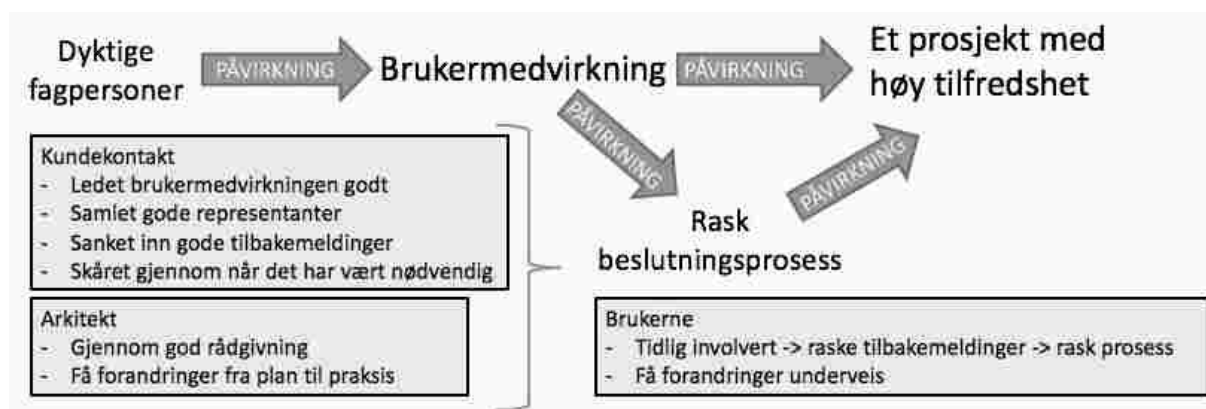 Dyktige
fagpersoner
PÅVIRKNING
Brukermedvirkning
PÅVIRKNING
Et prosjekt med
høy tilfredshet
PÅVIRKNING
PÅVIRKNING
Rask
beslutningsprosess
Kundekontakt
- Ledet brukermedvirkningen godt
- Samlet gode representanter
- Sanket inn gode tilbakemeldinger
- Skåret gjennom når det har vært nødvendig
Arkitekt
- Gjennom god rådgivning
- Få forandringer fra plan til praksis
Brukerne
- Tidlig involvert -> raske tilbakemeldinger -> rask prosess
- Få forandringer underveis